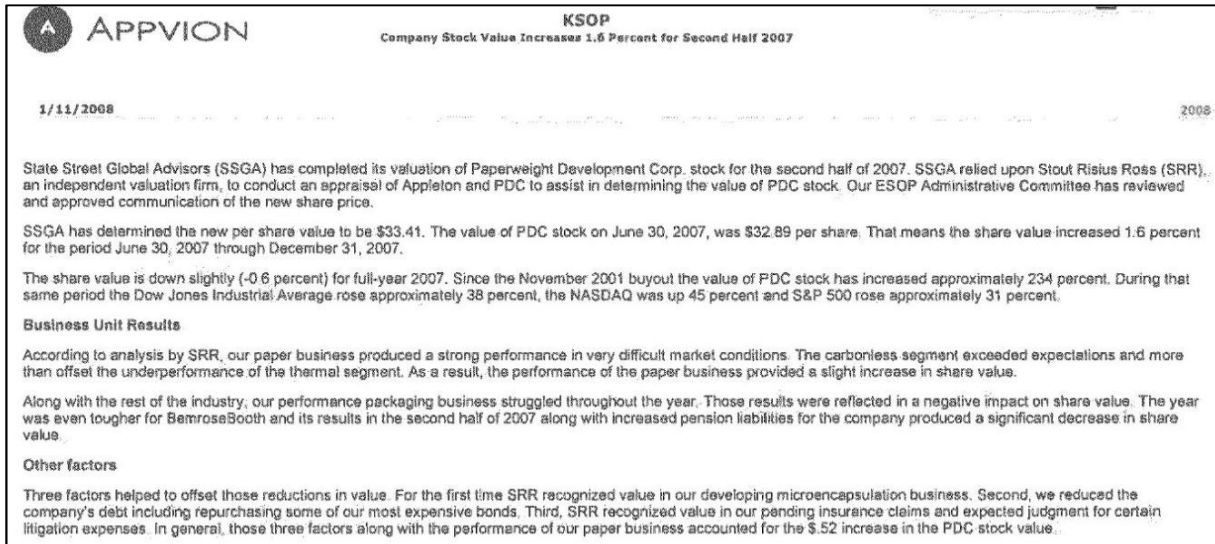 A APPVION
KSOP
Company Stock Value Increases 1.6 Percent for Second Half 2007
1/11/2008
2008
State Street Global Advisors (SSGA) has completed its valuation of Paperweight Development Corp. stock for the second half of 2007. SSGA relied upon Stout Risius Ross (SRR),
an independent valuation firm, to conduct an appraisal of Appleton and PDC to assist in determining the value of PDC stock. Our ESOP Administrative Committee has reviewed
and approved communication of the new share price.
SSGA has determined the new per share value to be $33.41. The value of PDC stock on June 30, 2007, was $32.89 per share. That means the share value increased 1.6 percent
for the period June 30, 2007 through December 31, 2007.
The share value is down slightly (-0.6 percent) for full-year 2007. Since the November 2001 buyout the value of PDC stock has increased approximately 234 percent. During that
same period the Dow Jones Industrial Average rose approximately 38 percent, the NASDAQ was up 45 percent and S&P 500 rose approximately 31 percent.
Business Unit Results
According to analysis by SRR, our paper business produced a strong performance in very difficult market conditions. The carbonless segment exceeded expectations and more
than offset the underperformance of the thermal segment. As a result, the performance of the paper business provided a slight increase in share value.
Along with the rest of the industry, our performance packaging business struggled throughout the year. Those results were reflected in a negative impact on share value. The year
was even tougher for BemroseBooth and its results in the second half of 2007 along with increased pension liabilities for the company produced a significant decrease in share
value.
Other factors
Three factors helped to offset those reductions in value. For the first time SRR recognized value in our developing microencapsulation business. Second, we reduced the
company's debt including repurchasing some of our most expensive bonds. Third, SRR recognized value in our pending insurance claims and expected judgment for certain
litigation expenses. In general, those three factors along with the performance of our paper business accounted for the $.52 increase in the PDC stock value.